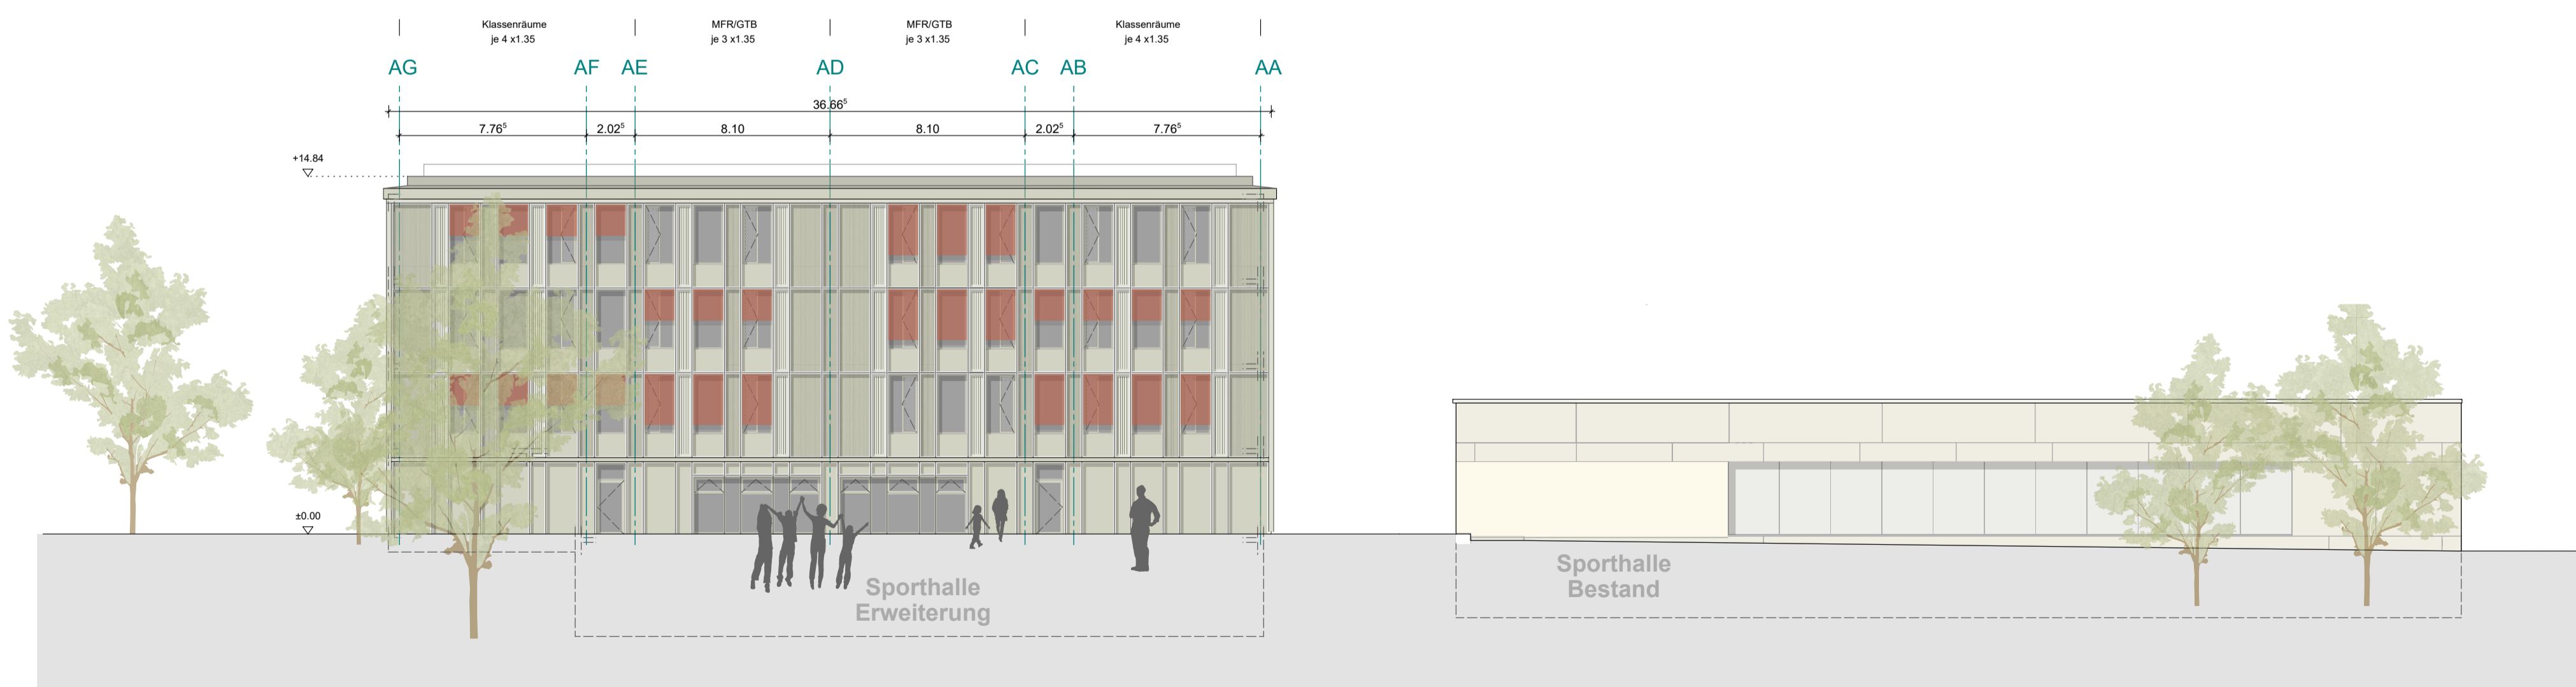 Klassenräume MFR/GTB MFR/GTB Klassenräume
je 4 x1.35 je 3 x1.35 je 3 x1.35 je 4 x1.35
AG AF AE AD AC AB AA
36.66⁵
7.76⁵ 2.02⁵ 8.10 8.10 2.02⁵ 7.76⁵
+14.84
±0.00
Sporthalle
Erweiterung
Sporthalle
Bestand